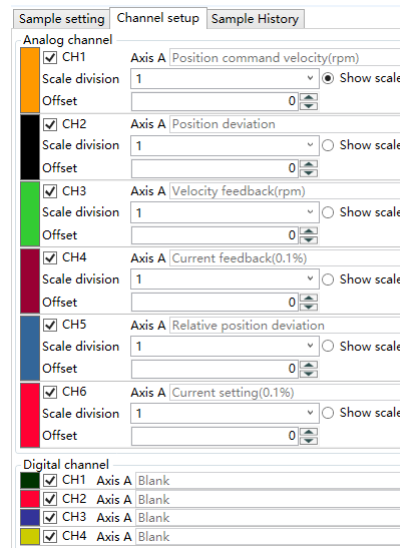 Sample setting Channel setup Sample History
Analog channel
CH1 Axis A Position command velocity(rpm)
Scale division 1 Show scale
Offset 0
CH2 Axis A Position deviation
Scale division 1 Show scale
Offset 0
CH3 Axis A Velocity feedback(rpm)
Scale division 1 Show scale
Offset 0
CH4 Axis A Current feedback(0.1%)
Scale division 1 Show scale
Offset 0
CH5 Axis A Relative position deviation
Scale division 1 Show scale
Offset 0
CH6 Axis A Current setting(0.1%)
Scale division 1 Show scale
Offset 0
Digital channel
CH1 Axis A Blank
CH2 Axis A Blank
CH3 Axis A Blank
CH4 Axis A Blank